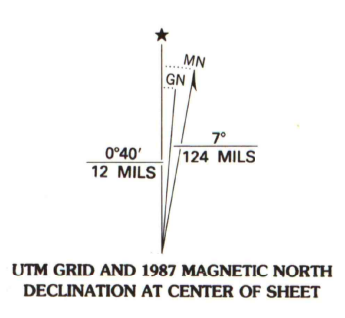 MN
GN
0°40′
12 MILS
7°
124 MILS
UTM GRID AND 1987 MAGNETIC NORTH
DECLINATION AT CENTER OF SHEET